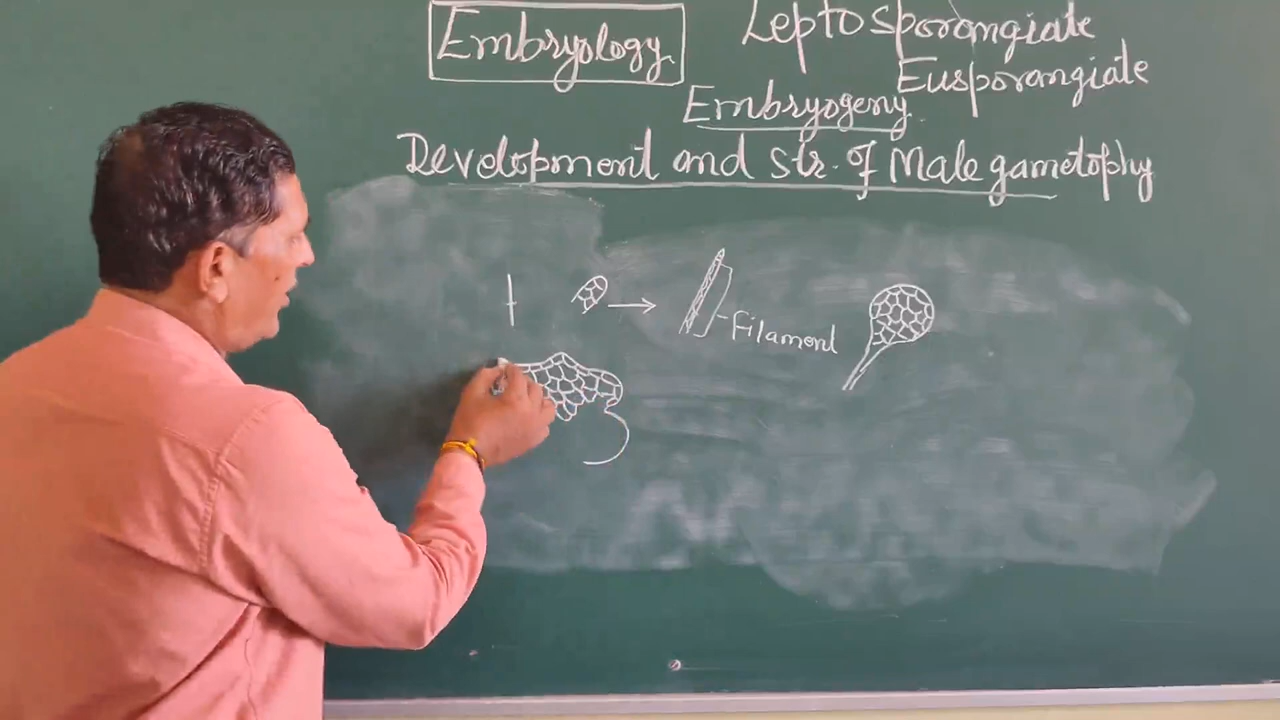 Embryology
Leptosporangiate
Eusporangiate
Embryogeny
Development and str. of Male gametophy
Filament